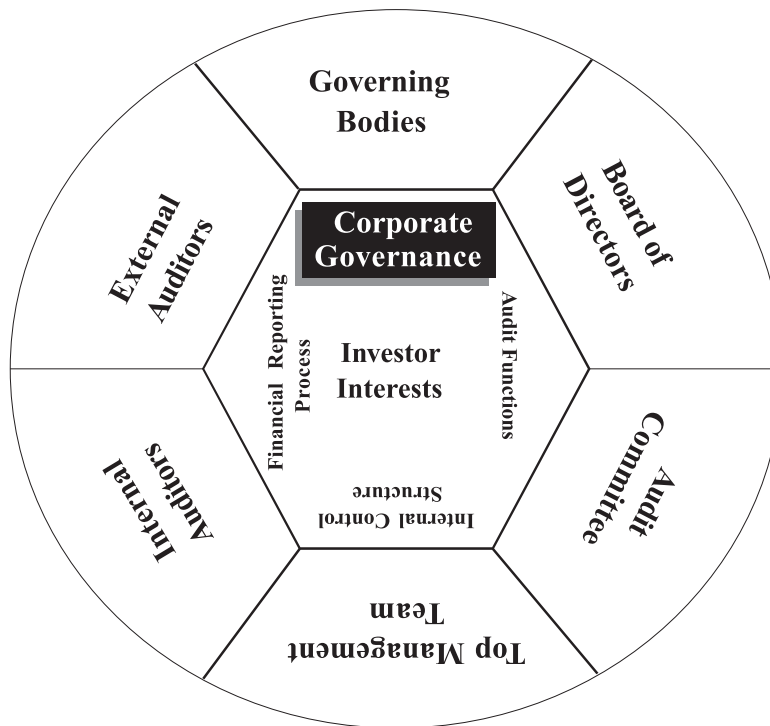 Governing
Bodies
Board of
Directors
Audit
Committee
Top Management
Team
Internal
Auditors
External
Auditors
Corporate
Governance
Financial Reporting
Process
Investor
Interests
Audit Functions
Internal Control
Structure